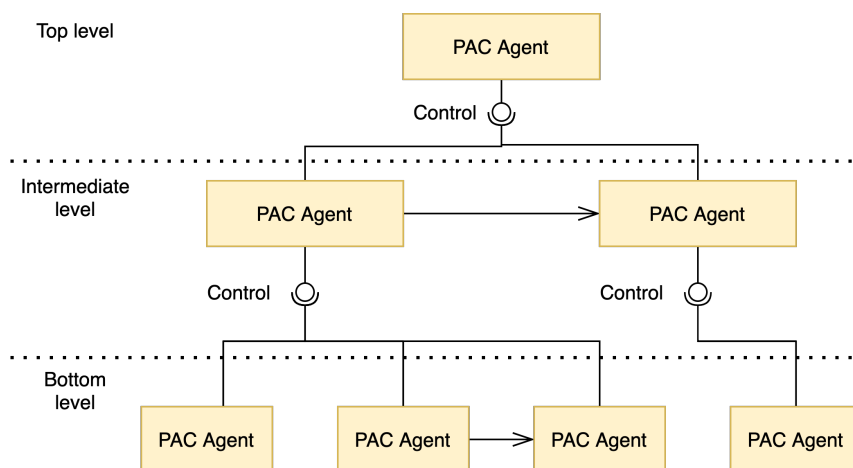 Top level
PAC Agent
Control
Intermediate
level
PAC Agent
PAC Agent
Control
Control
Bottom
level
PAC Agent
PAC Agent
PAC Agent
PAC Agent